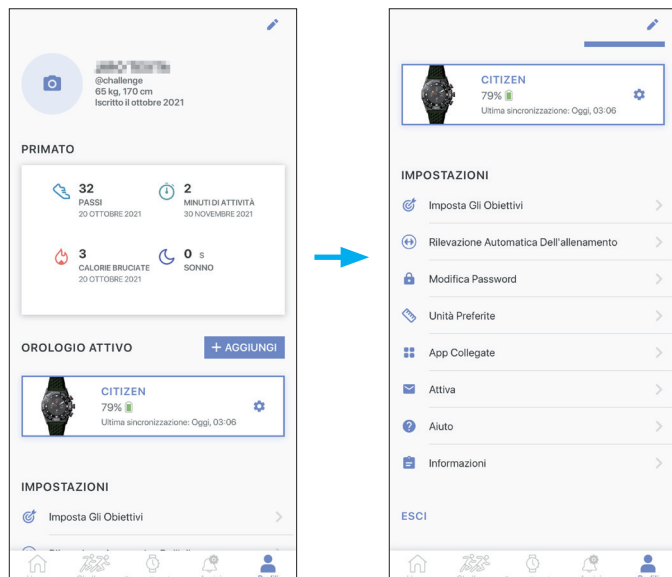 @challenge
65 kg, 170 cm
Iscritto il ottobre 2021
PRIMATO
32
PASSI
20 OTTOBRE 2021
2
MINUTI DI ATTIVITÀ
30 NOVEMBRE 2021
3
CALORIE BRUCIATE
20 OTTOBRE 2021
0 S
SONNO
OROLOGIO ATTIVO
+ AGGIUNGI
CITIZEN
79%
Ultima sincronizzazione: Oggi, 03:06
IMPOSTAZIONI
Imposta Gli Obiettivi
CITIZEN
79%
Ultima sincronizzazione: Oggi, 03:06
IMPOSTAZIONI
Imposta Gli Obiettivi
Rilevazione Automatica Dell'allenamento
Modifica Password
Unità Preferite
App Collegate
Attiva
Aiuto
Informazioni
ESCI